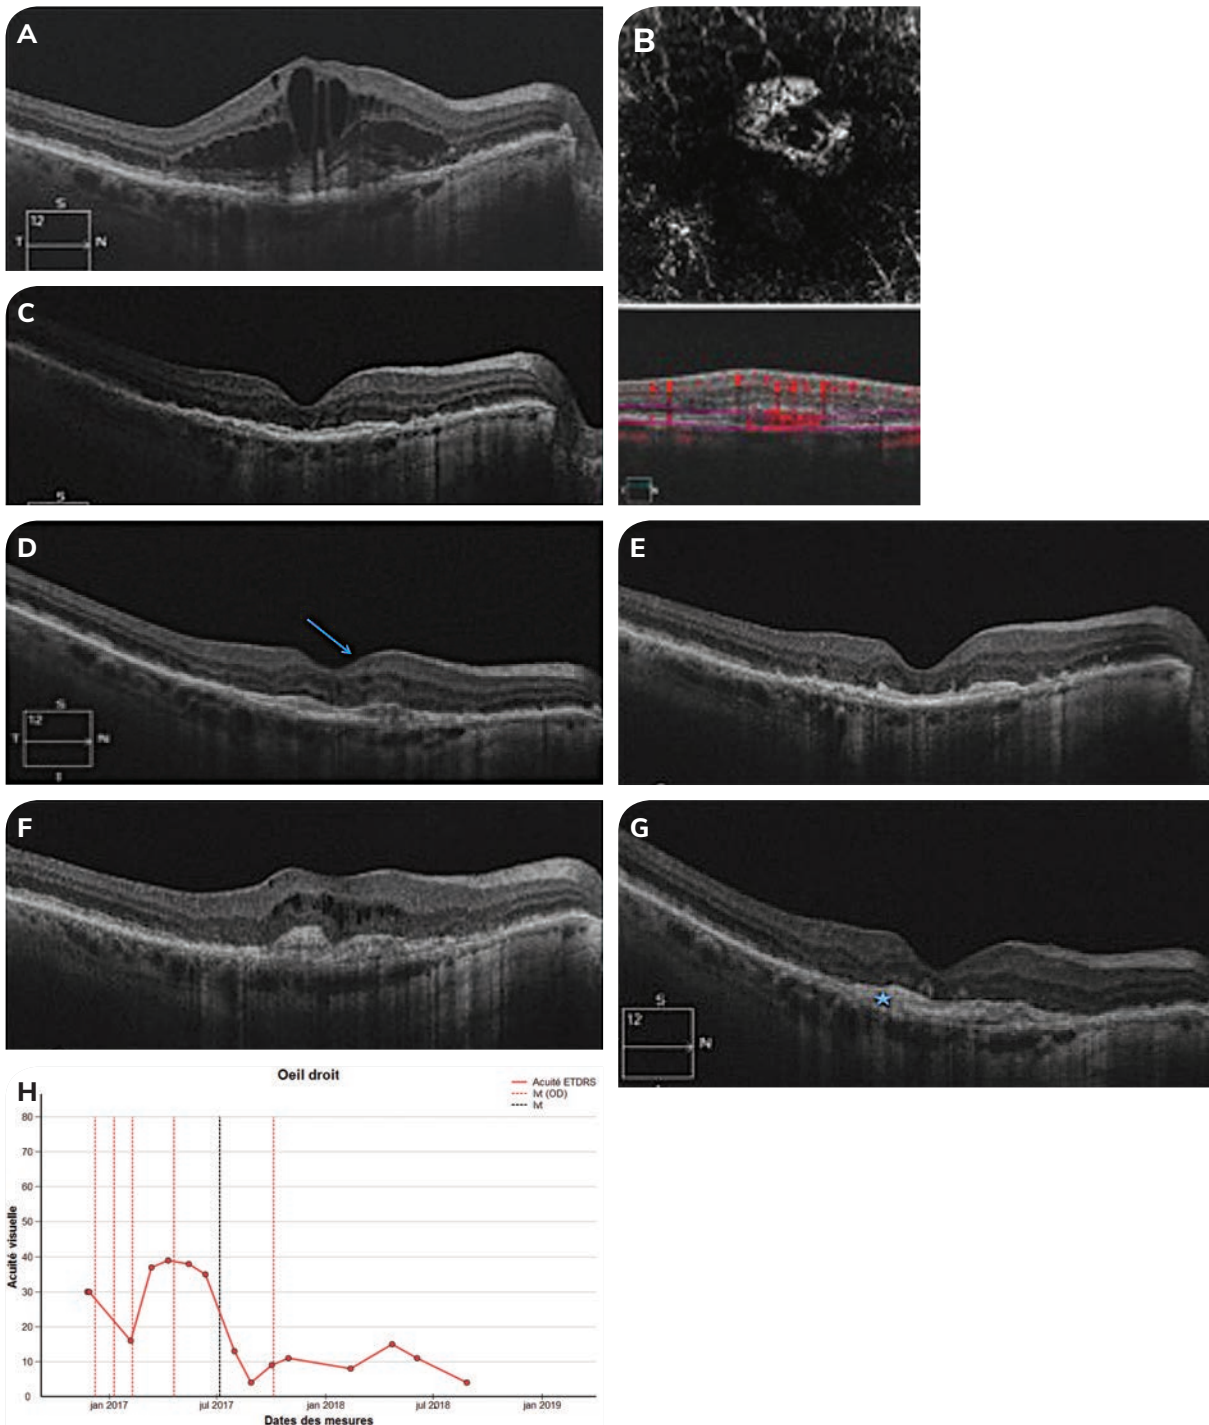 A
B
S
12
T N
C
S
D
E
S
12
T N
I
F
G
S
12
N
H
Oeil droit
Acuité ETDRS
Ivt (OD)
Ivt
80
70
60
50
40
30
20
10
0
Acuité visuelle
jan 2017 jul 2017 jan 2018 jul 2018 jan 2019
Dates des mesures